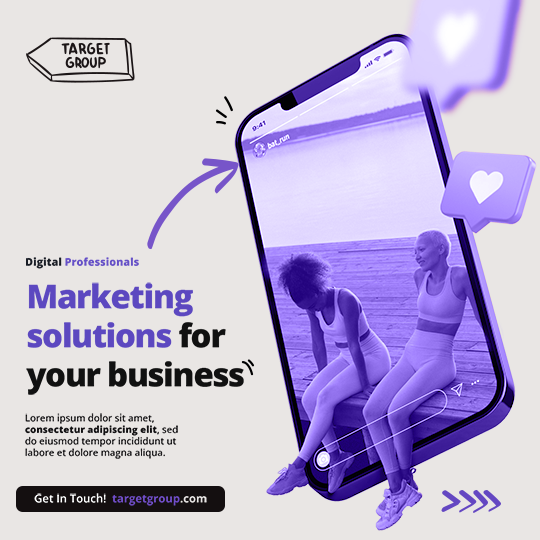 TARGET
GROUP
9:41
bat_run
Digital Professionals
Marketing
solutions for
your business
Lorem ipsum dolor sit amet,
consectetur adipiscing elit, sed
do eiusmod tempor incididunt ut
labore et dolore magna aliqua.
Get In Touch! targetgroup.com